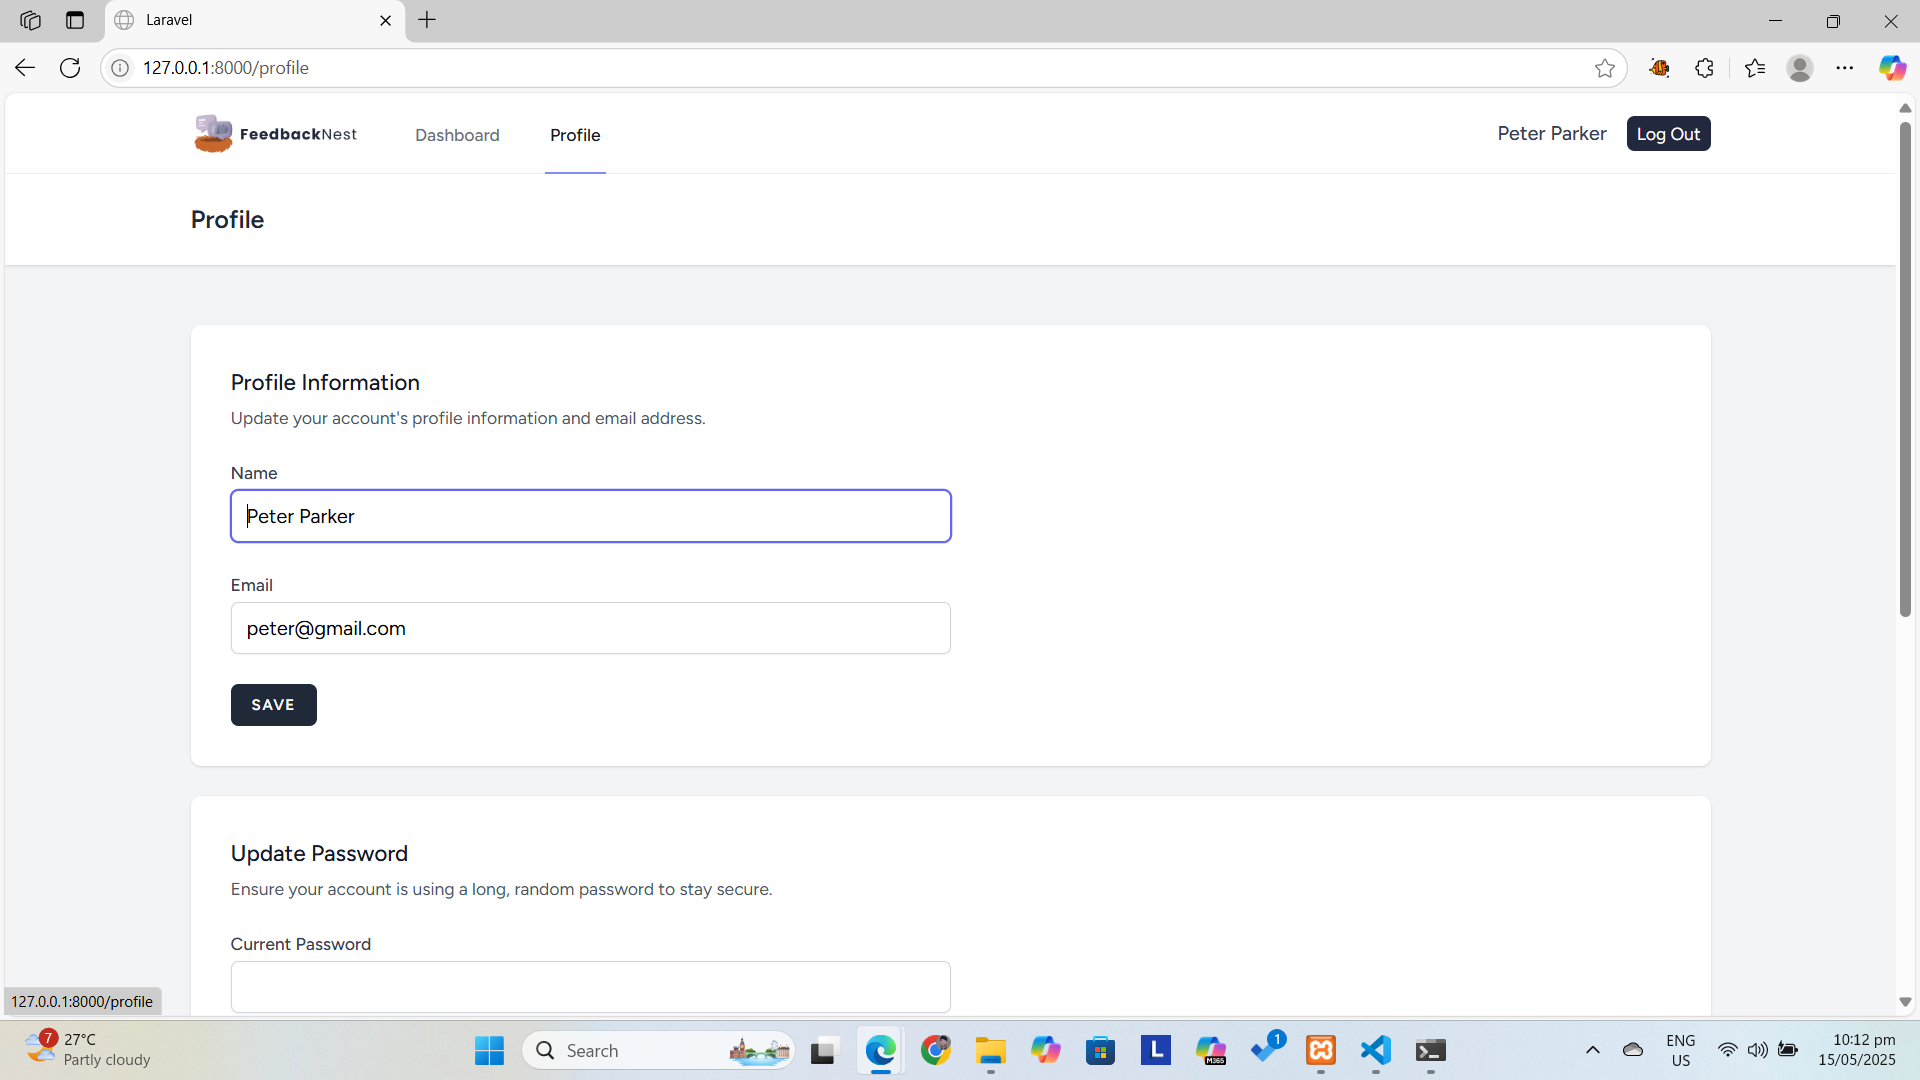 Laravel
127.0.0.1:8000/profile
FeedbackNest
Dashboard
Profile
Peter Parker
Log Out
Profile
Profile Information
Update your account's profile information and email address.
Name
Peter Parker
Email
peter@gmail.com
SAVE
Update Password
Ensure your account is using a long, random password to stay secure.
Current Password
127.0.0.1:8000/profile
7
27°C
Partly cloudy
Search
L
M365
1
ENG
US
10:12 pm
15/05/2025